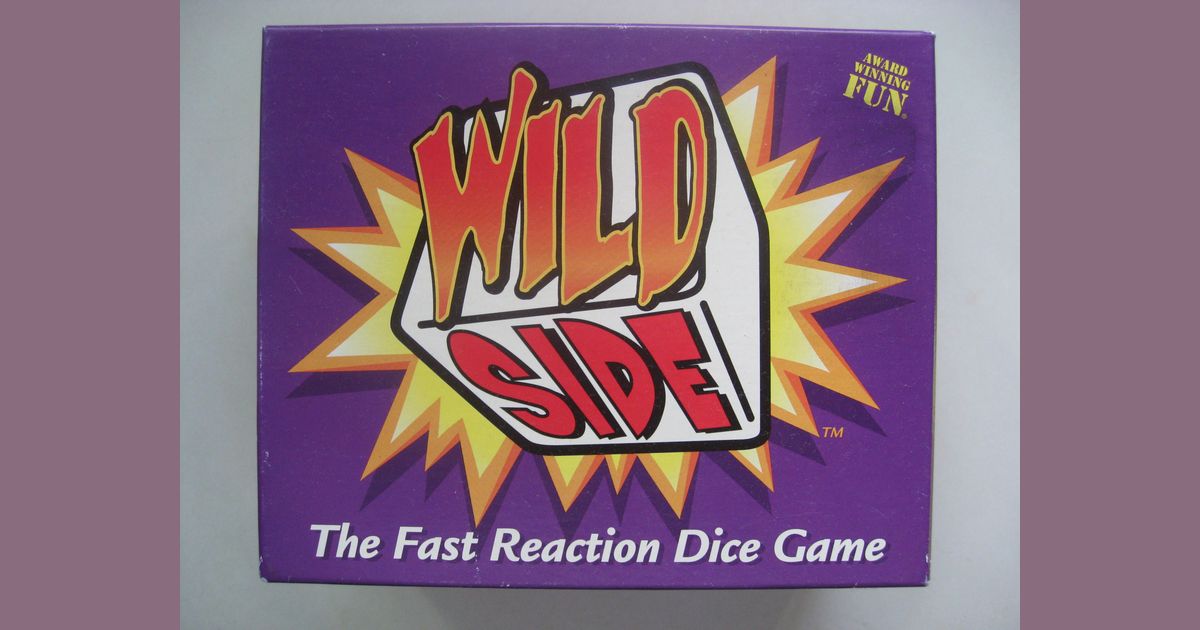 AWARD
WINNING
FUN®
WILD
SIDE
TM
The Fast Reaction Dice Game